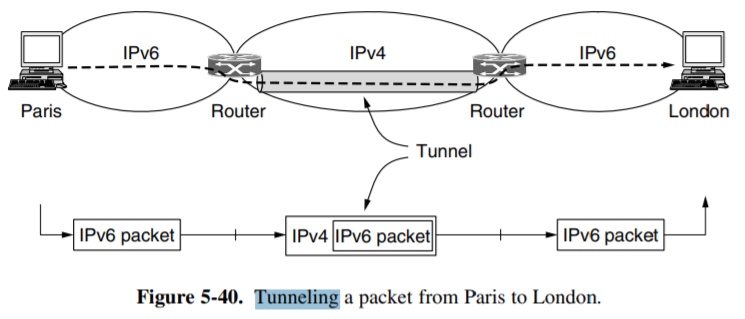 IPv6 IPv4 IPv6
Paris Router Router London
Tunnel
IPv6 packet IPv4 IPv6 packet IPv6 packet
Figure 5-40. Tunneling a packet from Paris to London.